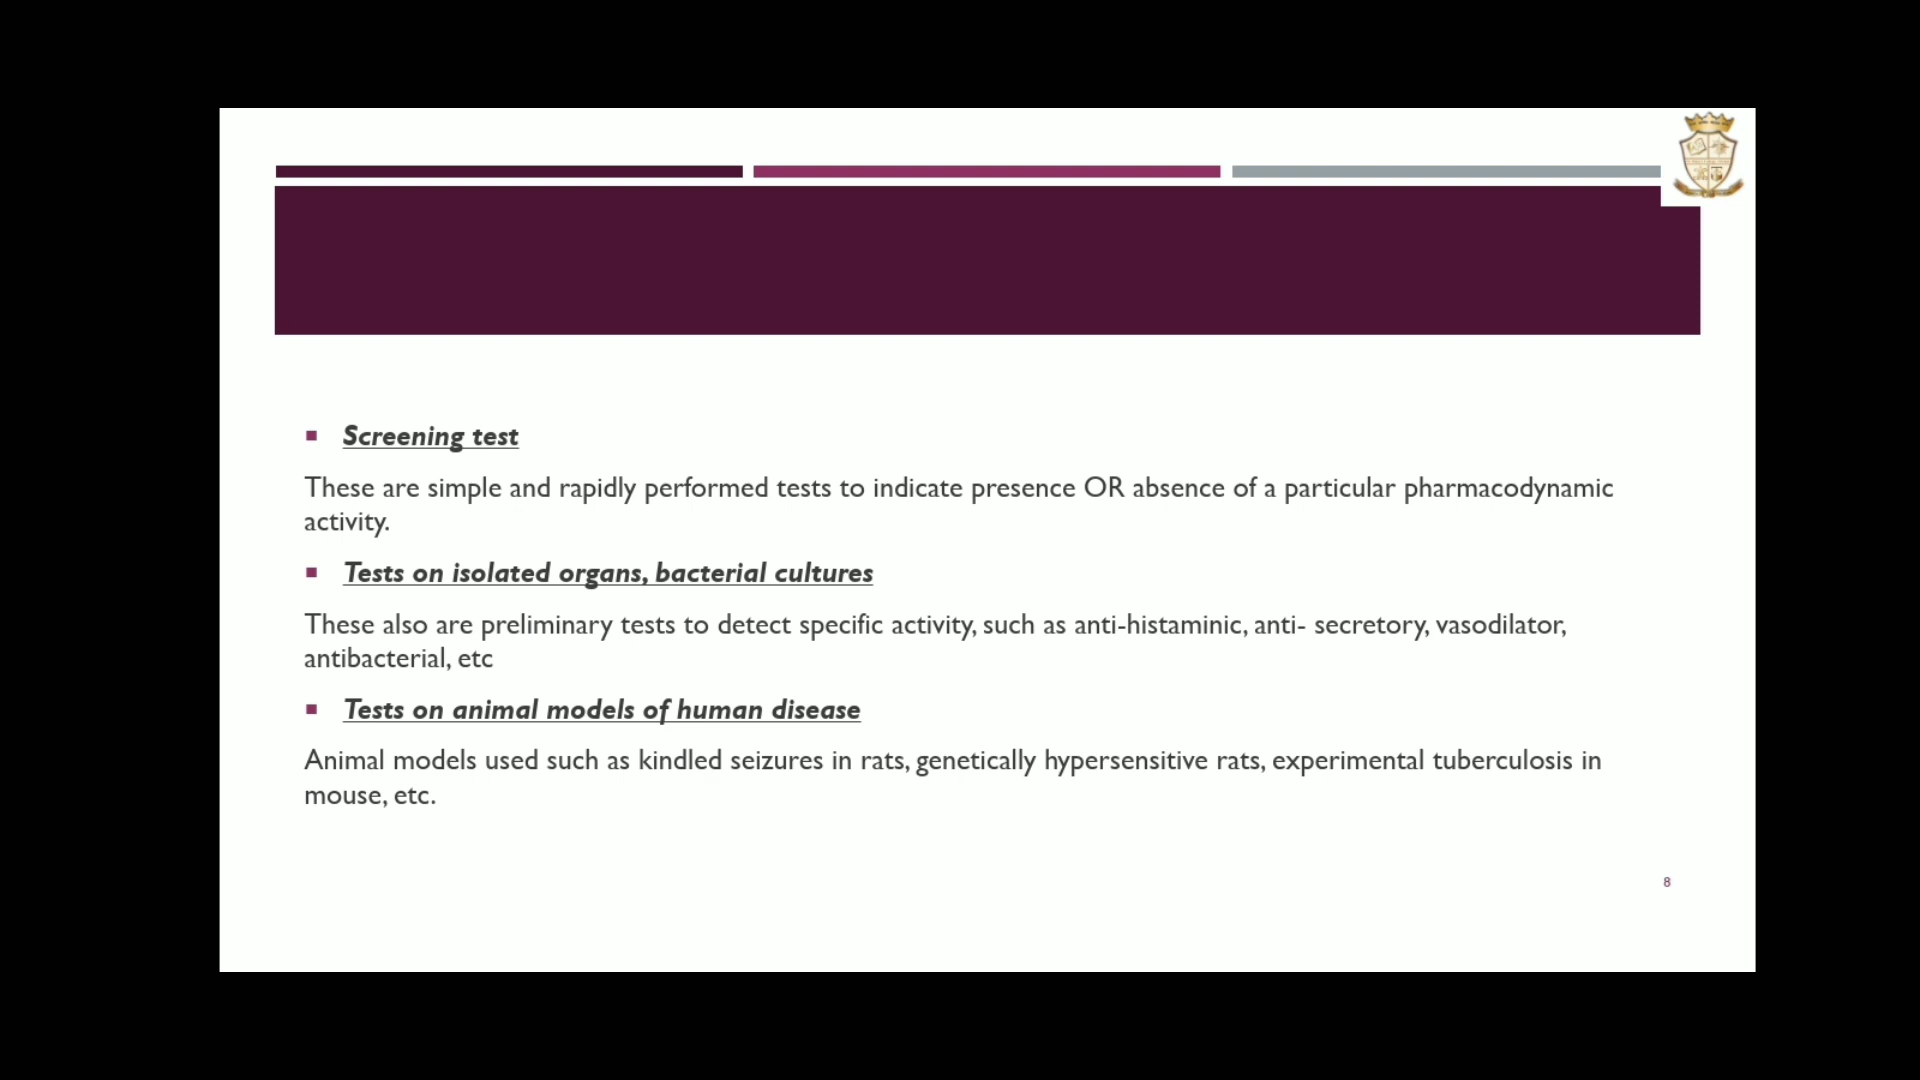 Screening test
These are simple and rapidly performed tests to indicate presence OR absence of a particular pharmacodynamic
activity.
Tests on isolated organs, bacterial cultures
These also are preliminary tests to detect specific activity, such as anti-histaminic, anti- secretory, vasodilator,
antibacterial, etc
Tests on animal models of human disease
Animal models used such as kindled seizures in rats, genetically hypersensitive rats, experimental tuberculosis in
mouse, etc.
8